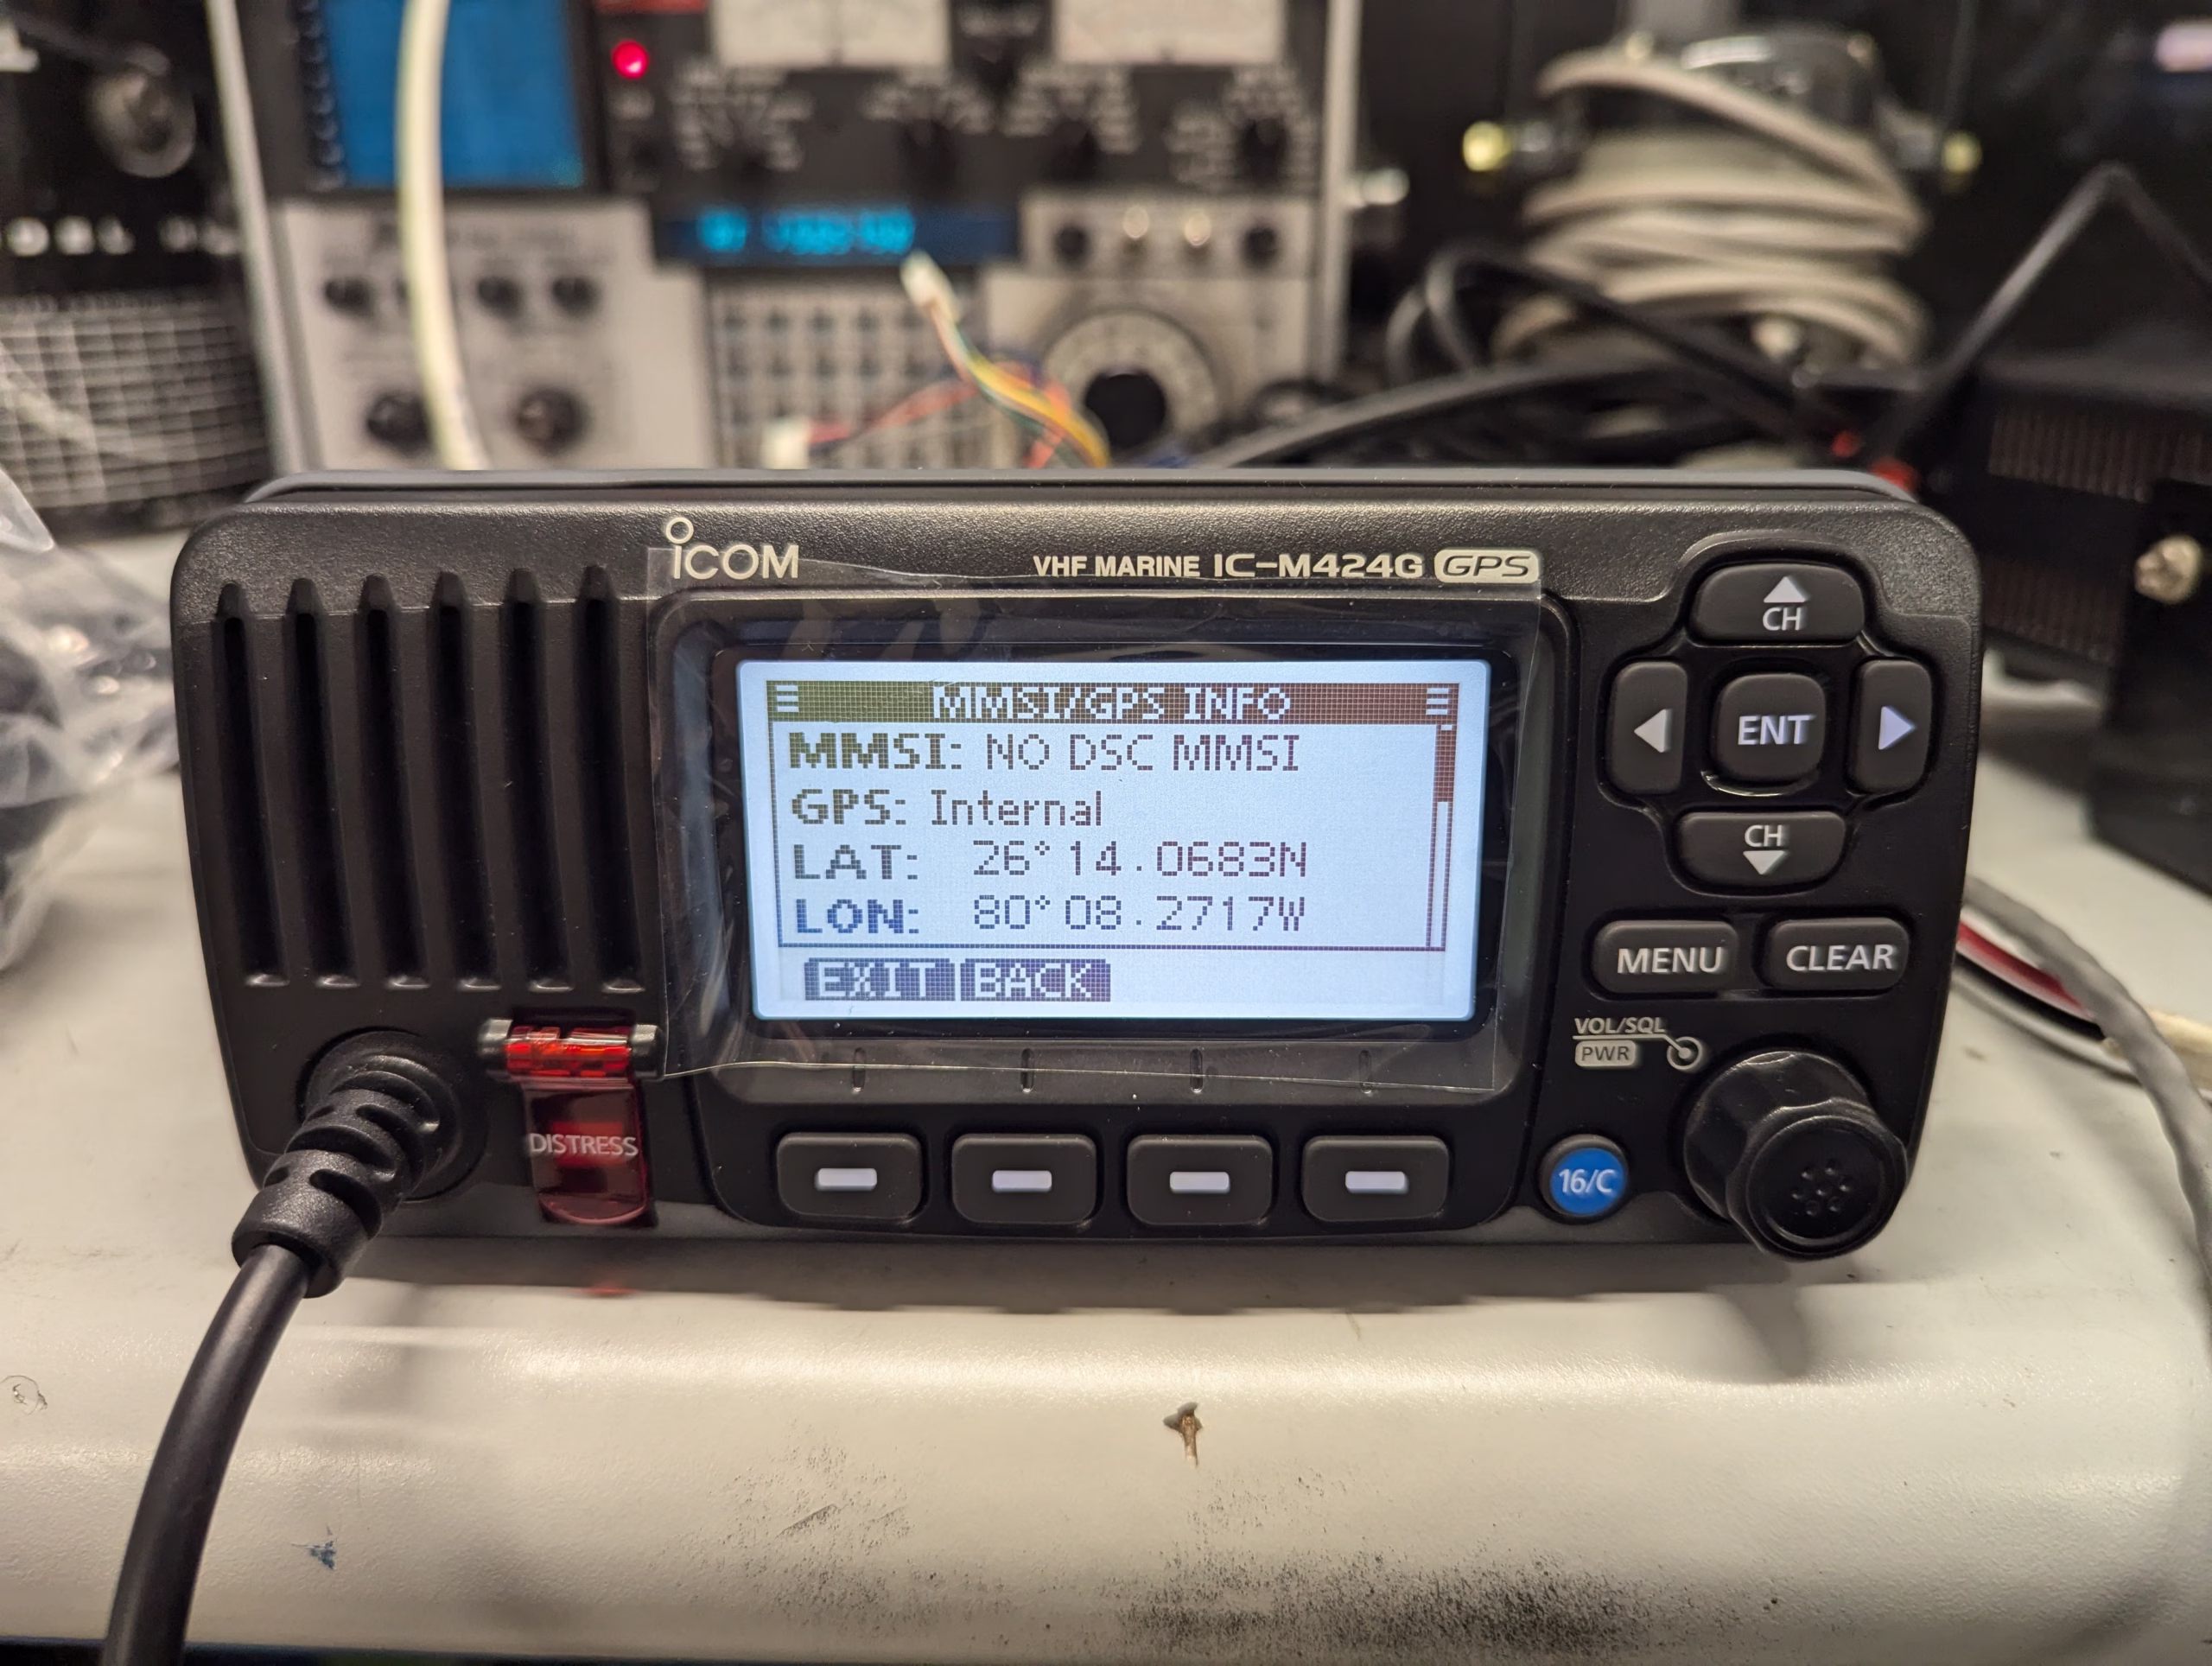 ICOM
VHF MARINE IC-M424G GPS
MMSI/GPS INFO
MMSI: NO DSC MMSI
GPS: Internal
LAT: 26°14.0683N
LON: 80°08.2717W
EXIT BACK
CH
ENT
CH
MENU CLEAR
VOL/SQL
PWR
DISTRESS
16/C